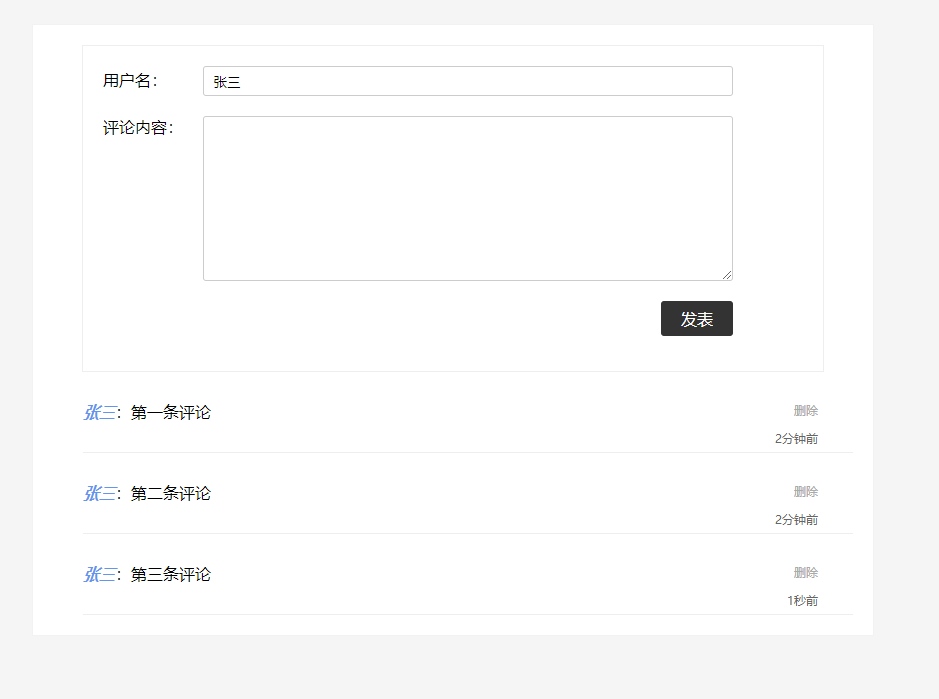 用户名： 张三
评论内容：
发表
张三：第一条评论 删除
2分钟前
张三：第二条评论 删除
2分钟前
张三：第三条评论 删除
1秒前